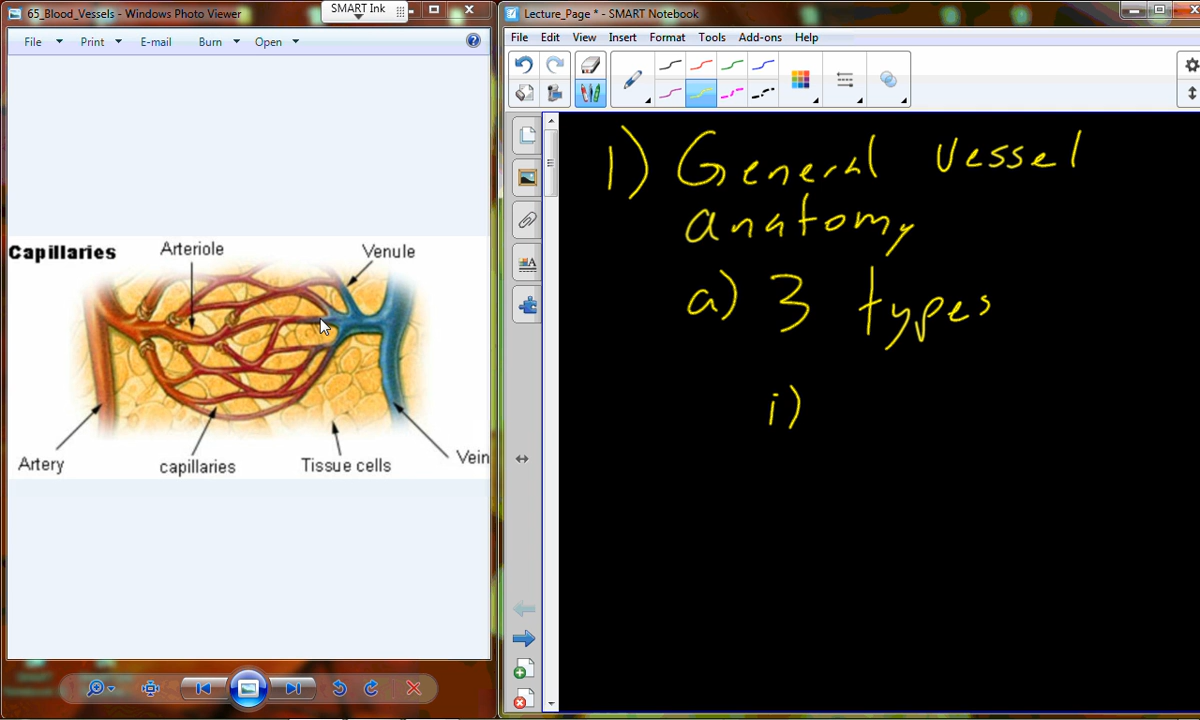 65_Blood_Vessels - Windows Photo Viewer
SMART Ink
File Print E-mail Burn Open
Capillaries
Arteriole
Venule
Artery
capillaries
Tissue cells
Vein
Lecture_Page * - SMART Notebook
File Edit View Insert Format Tools Add-ons Help
1) General vessel
anatomy
a) 3 types
i)